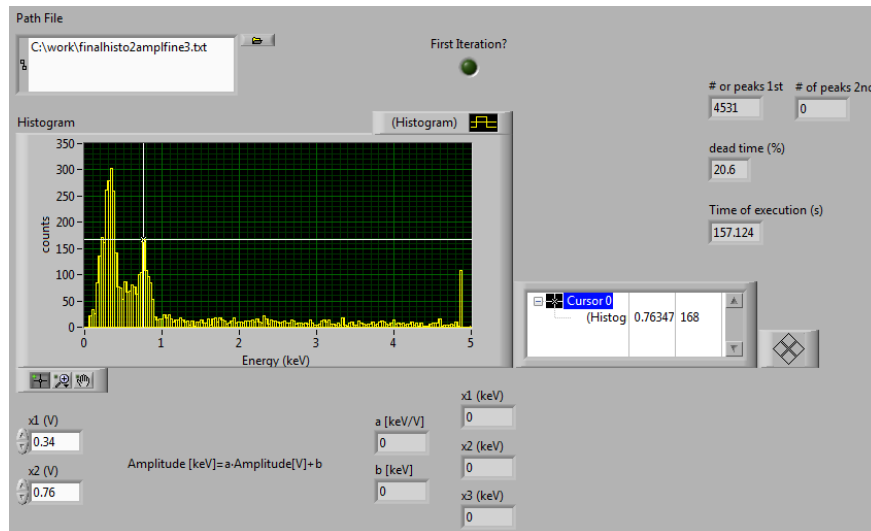 Path File
C:\work\finalhisto2amplfine3.txt
First Iteration?
# or peaks 1st
# of peaks 2nd
4531
0
dead time (%)
20.6
Time of execution (s)
157.124
Histogram
(Histogram)
350
300
250
200
150
100
50
0
counts
0 1 2 3 4 5
Energy (keV)
Cursor 0
(Histog 0.76347 168
x1 (V)
0.34
x2 (V)
0.76
Amplitude [keV]=a·Amplitude[V]+b
a [keV/V]
0
b [keV]
0
x1 (keV)
0
x2 (keV)
0
x3 (keV)
0